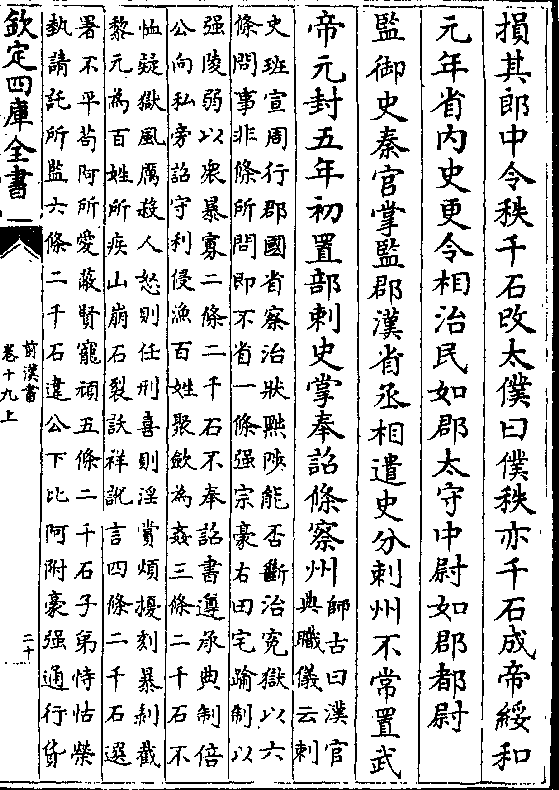 損其郎中令秩千石改太僕曰僕秩亦千石成帝綏和
元年省内史更令相治民如郡太守中尉如郡都尉
監御史秦官掌監郡漢省丞相遣史分刺州不常置武
帝元封五年初置部刺史掌奉詔條察州
師古曰漢官
典職儀云刺
史班宣周行郡國省察治狀黜陟能否斷治寃獄以六
條問事非條所問即不省一條强宗豪右田宅踰制以
强陵弱以衆暴寡二條二千石不奉詔書遵承典制倍
公向私旁詔守利侵漁百姓聚歛為姦三條二千石不
恤疑獄風厲殺人怒則任刑喜則淫賞煩擾刻暴剥截
黎元為百姓所疾山崩石裂訞祥訛言四條二千石選
署不平苟阿所愛蔽賢寵頑五條二千石子弟恃怙榮
埶請託所監六條二千石違公下比阿附豪强通行貨
欽定四庫全書
前漢書
卷十九上
二十